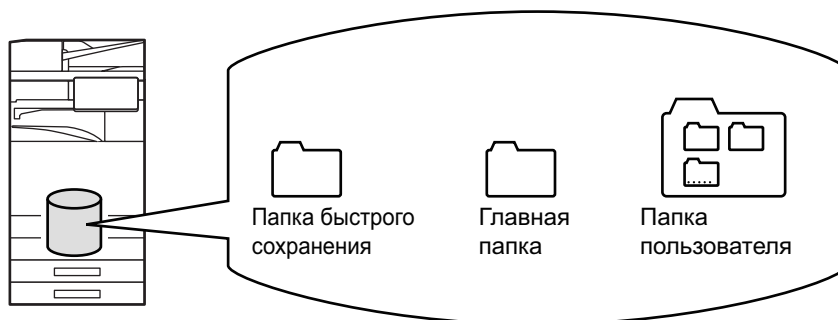 Папка быстрого
сохранения
Главная
папка
Папка
пользователя